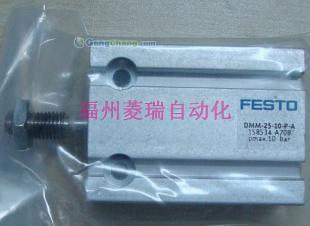 Gongchang.com
福州菱瑞自动化
FESTO
DMM-25-10-P-A
158534 A708
pmax.10 bar